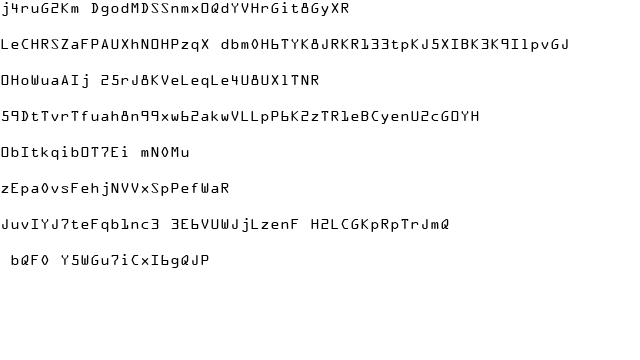 j4ruG2Km DgodMDSSnmxOQdYVHrGit8GyXR
LeCHRSZaFPAUXhNOHPzqX dbm0H6TYK8JRKR133tpKJ5XIBK3K9I1pvGJ
OHoWuaAIj 25rJ8KVeLeqLe4U8UX1TNR
59DtTvrTfuah8n99xw62akwVLLpP6K2zTR1eBCyenU2cGOYH
ObItkqibOT7Ei mN0Mu
zEpa0vsFehjNVVxSpPefWaR
JuvIYJ7teFqb1nc3 3E6VUWJjLzenF H2LCGKpRpTrJmQ
bQF0 Y5WGu7iCxI6gQJP